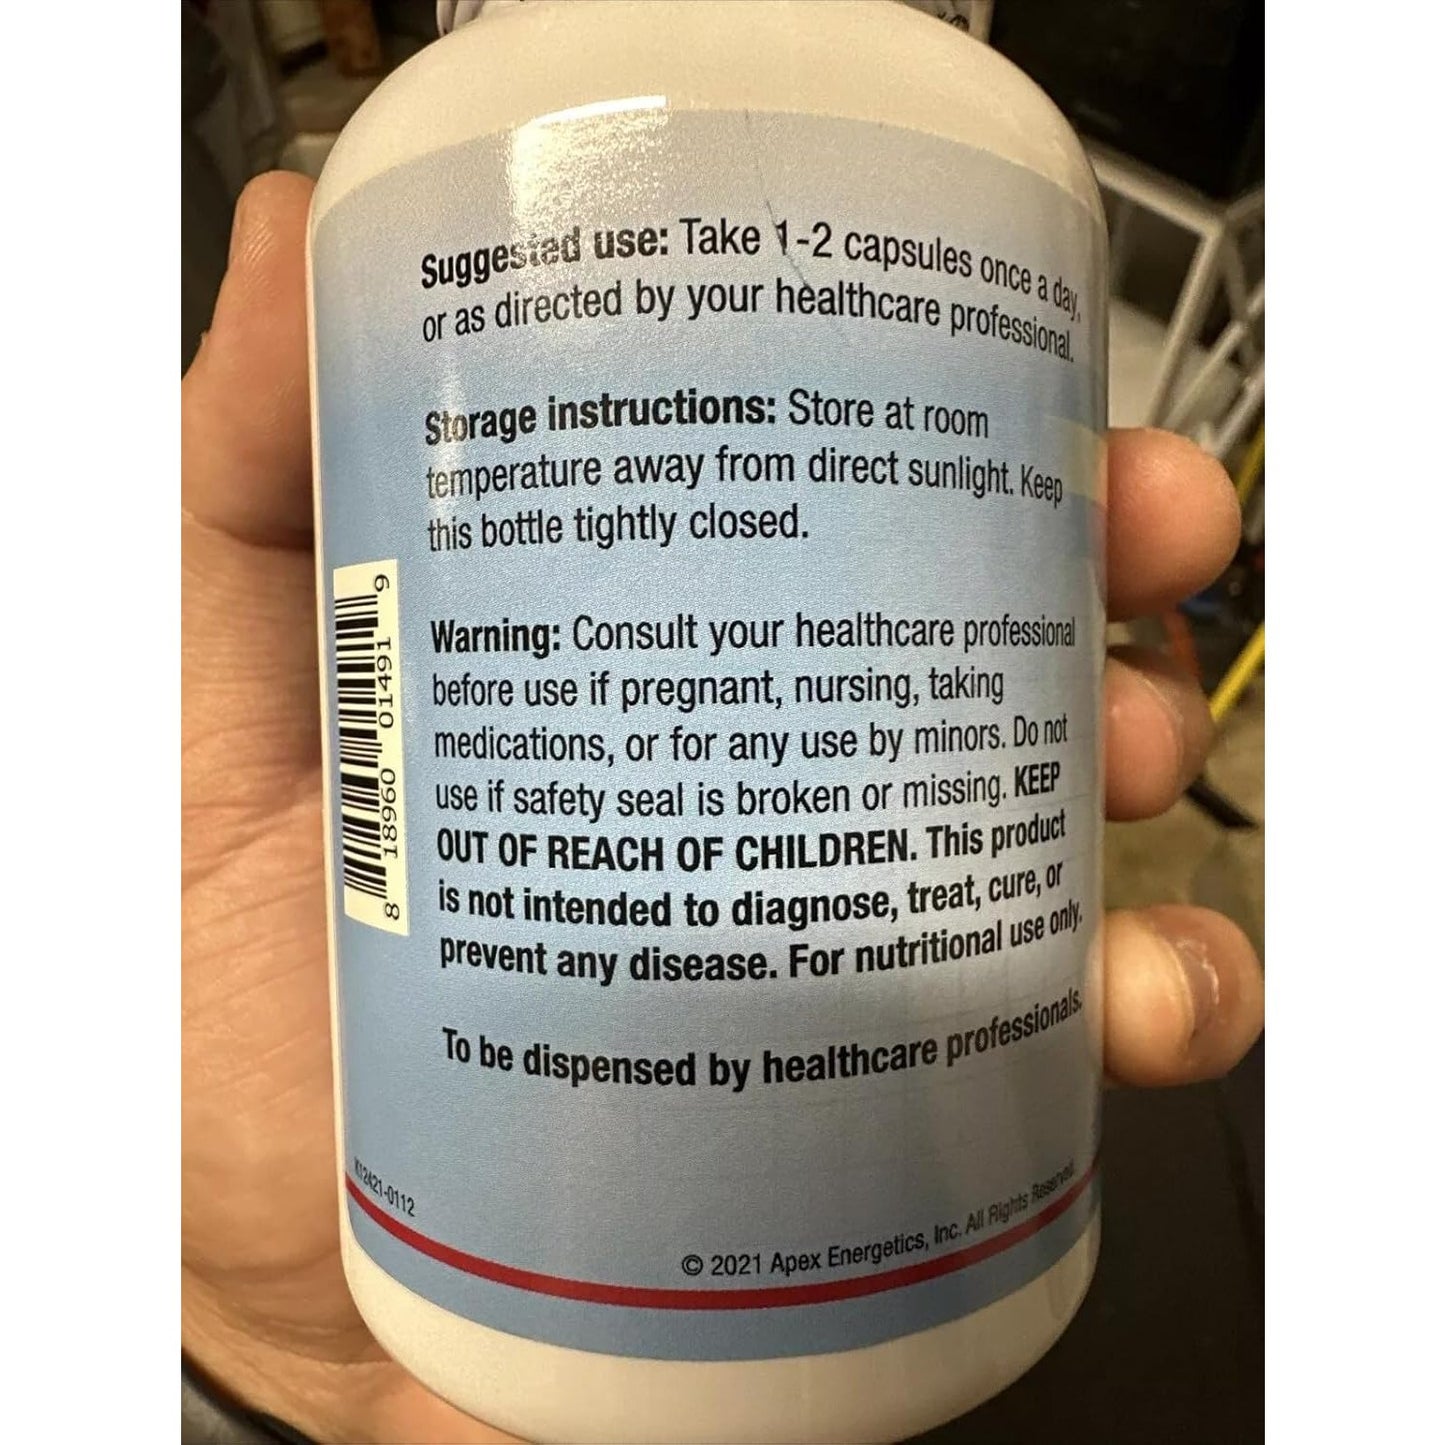 Suggested use: Take 1-2 capsules once a day,
or as directed by your healthcare professional.
Storage instructions: Store at room
temperature away from direct sunlight. Keep
this bottle tightly closed.
Warning: Consult your healthcare professional
before use if pregnant, nursing, taking
medications, or for any use by minors. Do not
use if safety seal is broken or missing. KEEP
OUT OF REACH OF CHILDREN. This product
is not intended to diagnose, treat, cure, or
prevent any disease. For nutritional use only.
To be dispensed by healthcare professionals.
8 18960 01491 9
K12421-0112
© 2021 Apex Energetics, Inc. All Rights Reserved.